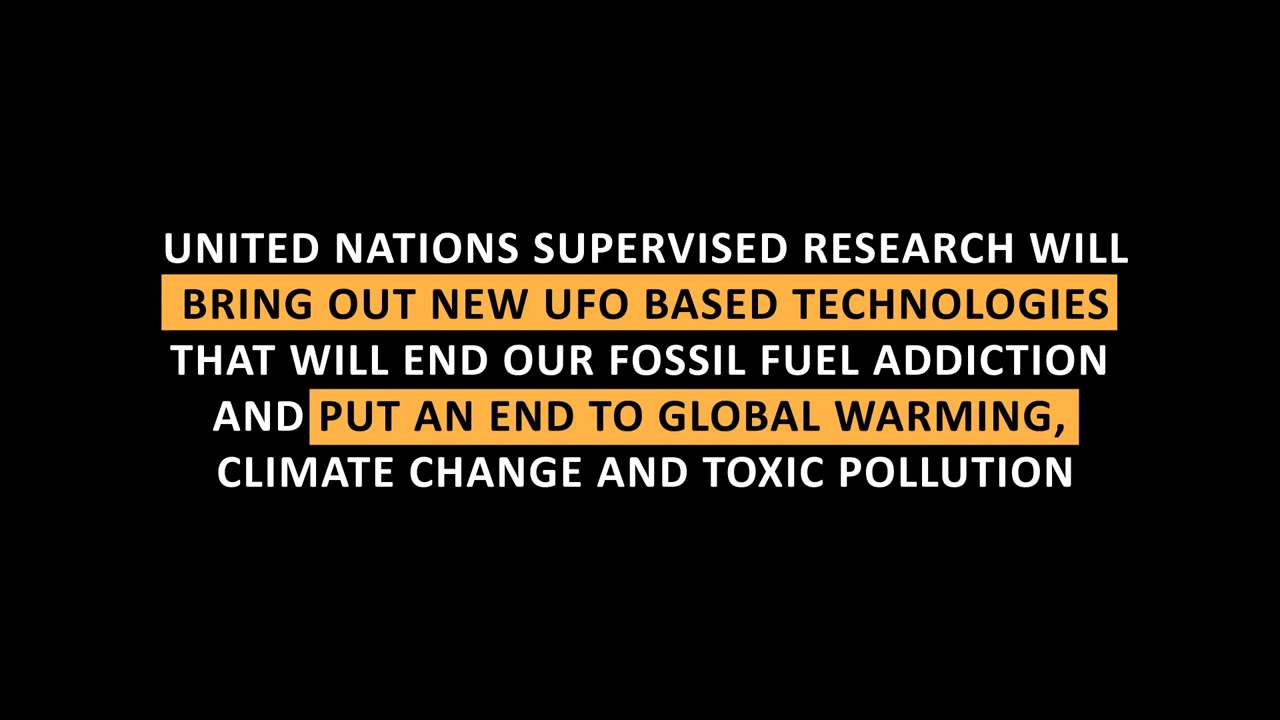 UNITED NATIONS SUPERVISED RESEARCH WILL
BRING OUT NEW UFO BASED TECHNOLOGIES
THAT WILL END OUR FOSSIL FUEL ADDICTION
AND PUT AN END TO GLOBAL WARMING,
CLIMATE CHANGE AND TOXIC POLLUTION